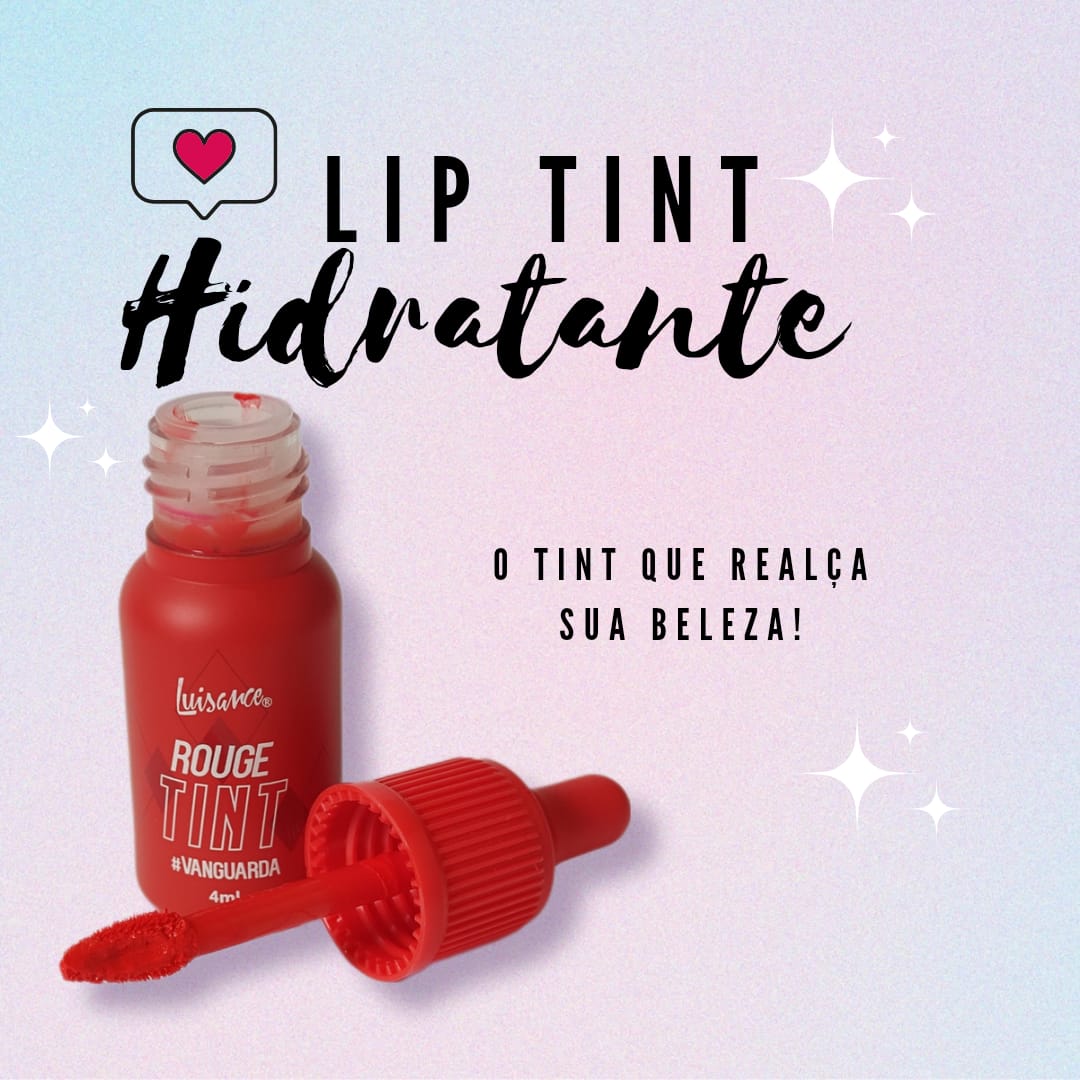 LIP TINT
Hidratante
O TINT QUE REALÇA
SUA BELEZA!
Luisance®
ROUGE
TINT
#VANGUARDA
4ml